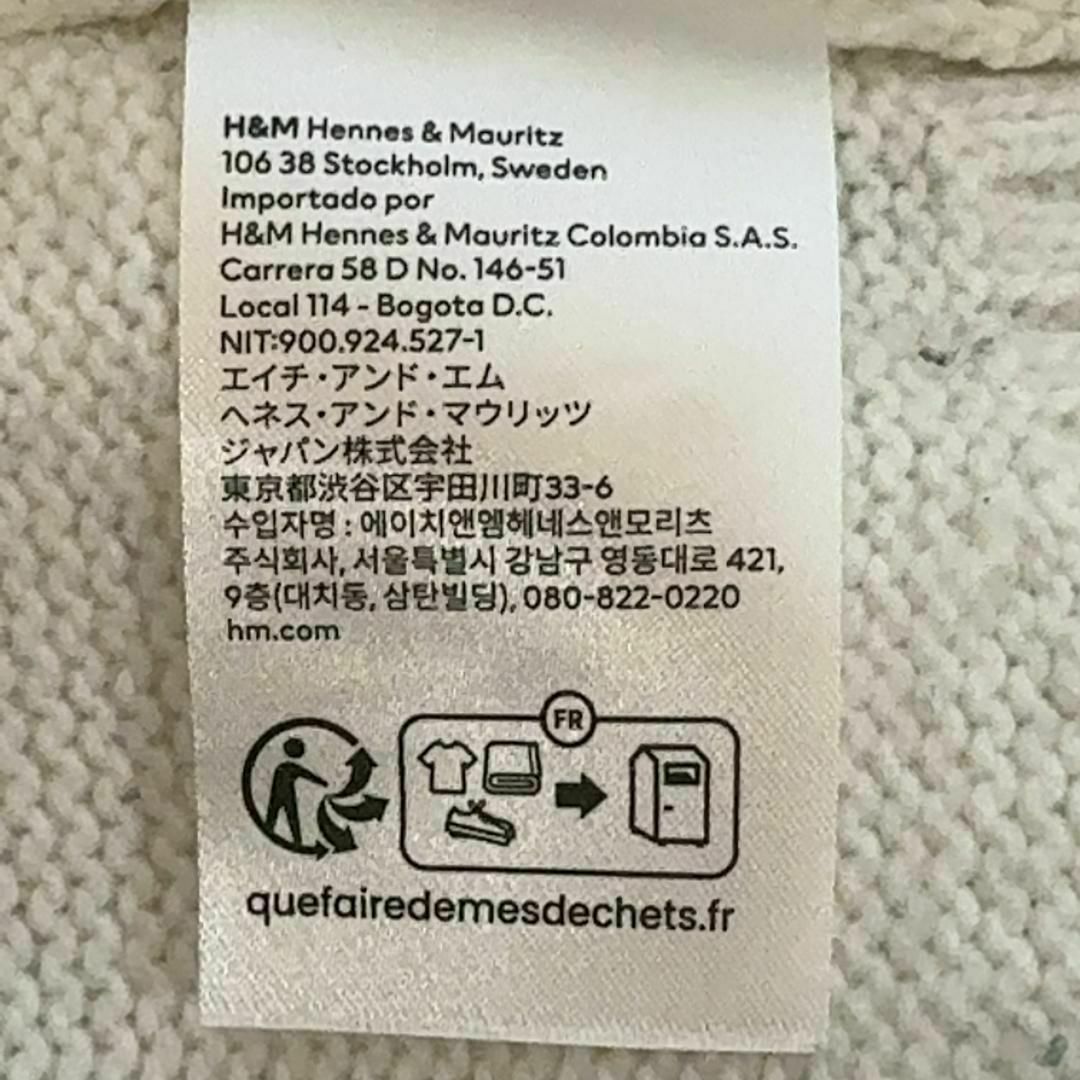 H&M Hennes & Mauritz
106 38 Stockholm, Sweden
Importado por
H&M Hennes & Mauritz Colombia S.A.S.
Carrera 58 D No. 146-51
Local 114 - Bogota D.C.
NIT:900.924.527-1
エイチ・アンド・エム
ヘネス・アンド・マウリッツ
ジャパン株式会社
東京都渋谷区宇田川町33-6
수입자명 : 에이치앤엠헤네스앤모리츠
주식회사, 서울특별시 강남구 영동대로 421,
9층(대치동, 삼탄빌딩), 080-822-0220
hm.com
FR
quefairedemesdechets.fr